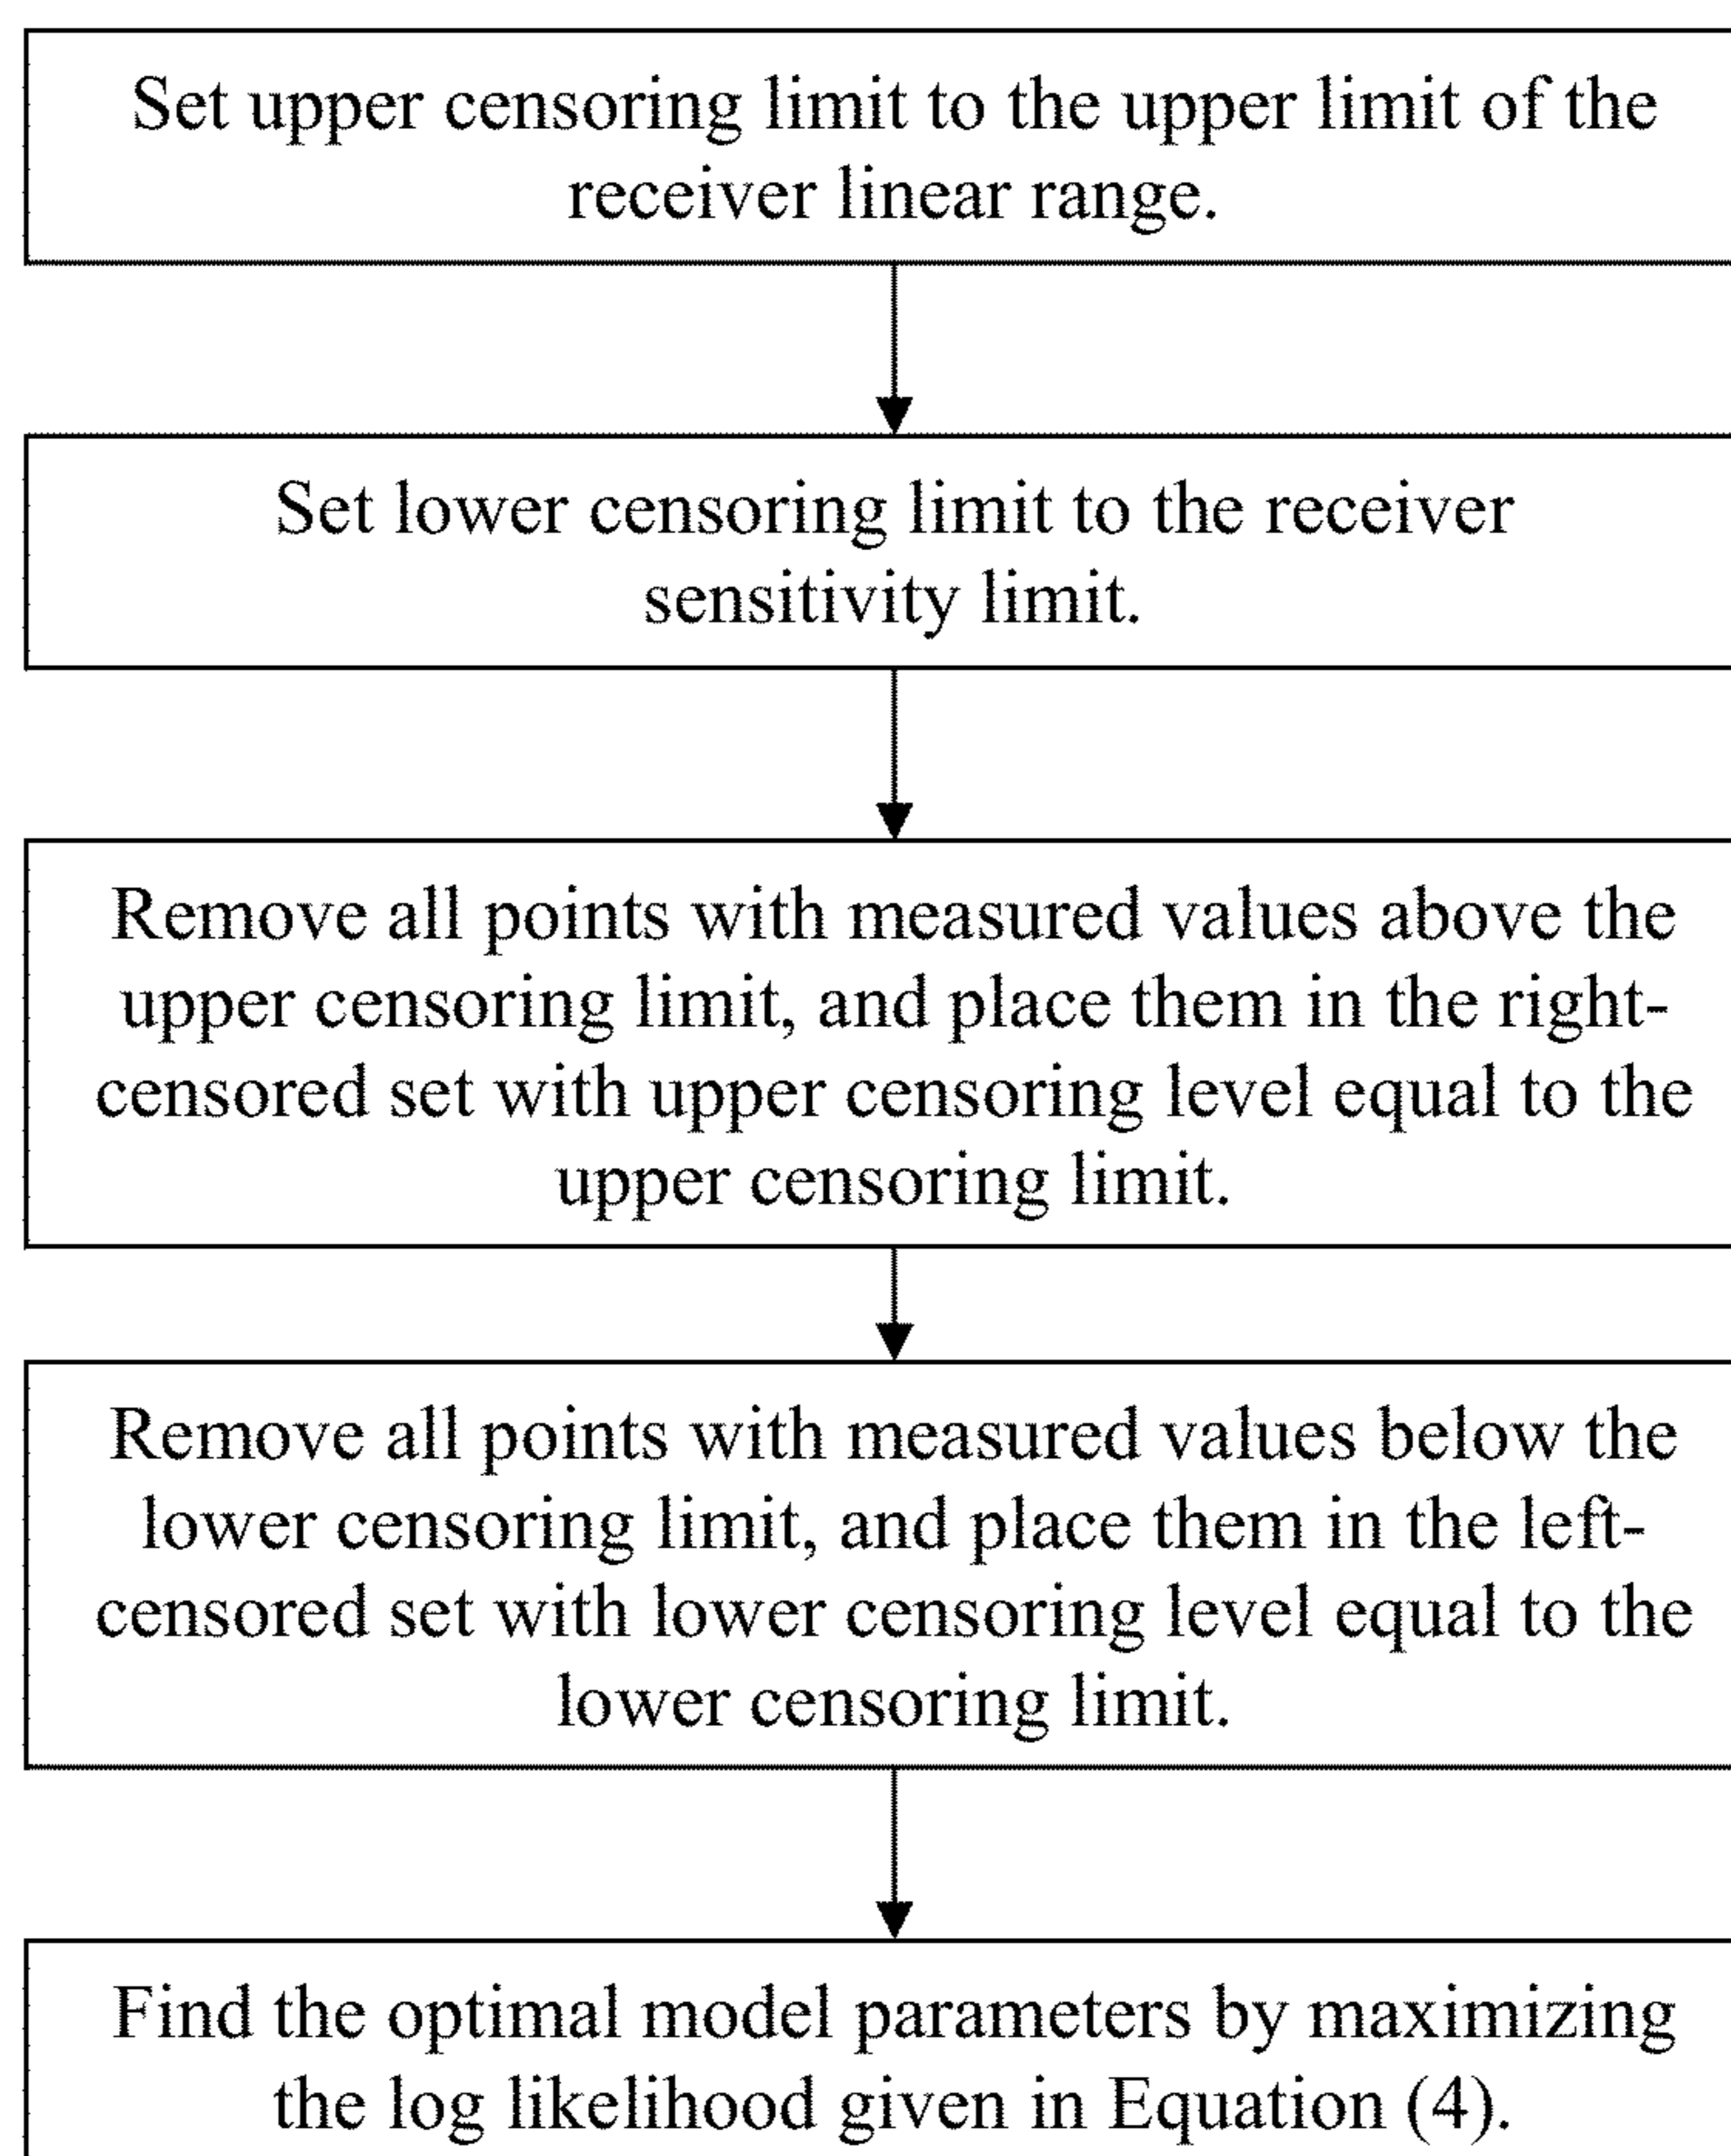 Set upper censoring limit to the upper limit of the
receiver linear range.
Set lower censoring limit to the receiver
sensitivity limit.
Remove all points with measured values above the
upper censoring limit, and place them in the right-
censored set with upper censoring level equal to the
upper censoring limit.
Remove all points with measured values below the
lower censoring limit, and place them in the left-
censored set with lower censoring level equal to the
lower censoring limit.
Find the optimal model parameters by maximizing
the log likelihood given in Equation (4).